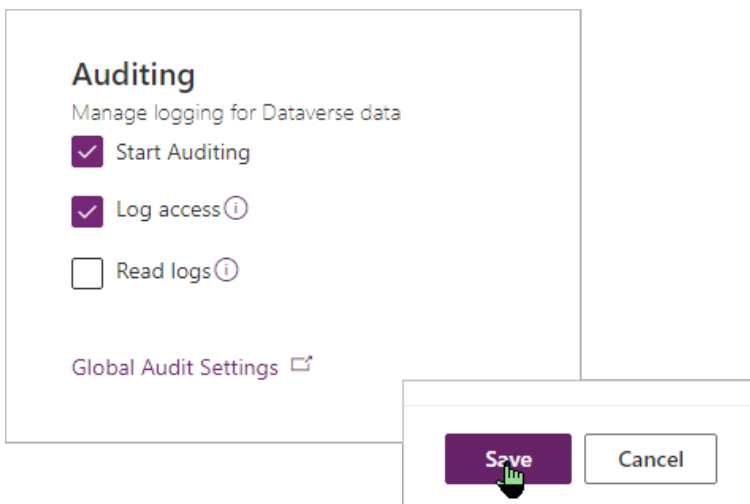 Auditing
Manage logging for Dataverse data
Start Auditing
Log access
Read logs
Global Audit Settings
Save
Cancel